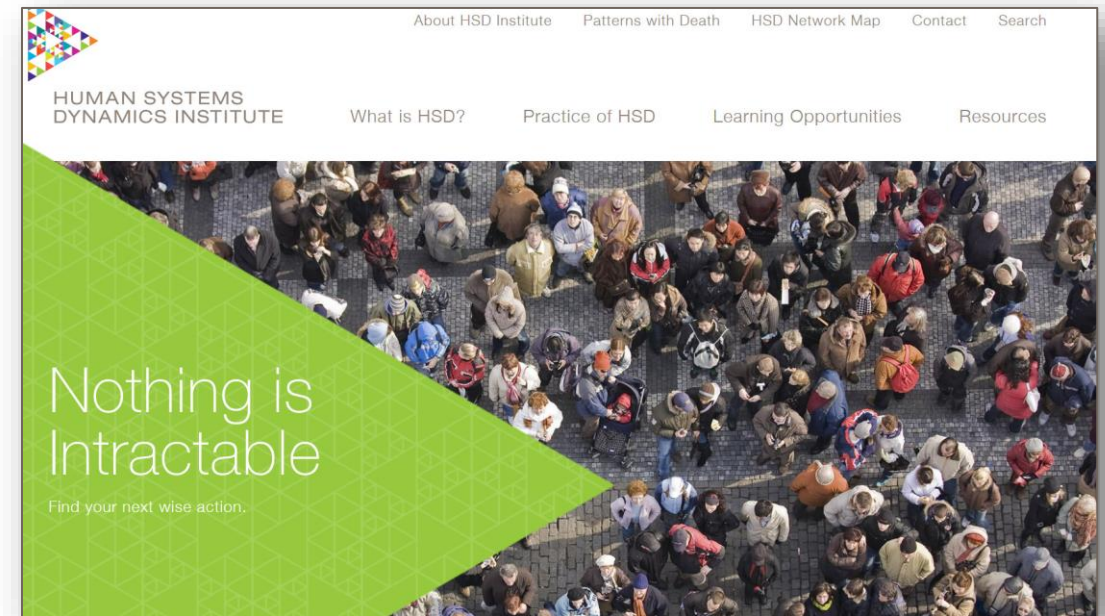 About HSD Institute Patterns with Death HSD Network Map Contact Search
HUMAN SYSTEMS
DYNAMICS INSTITUTE
What is HSD? Practice of HSD Learning Opportunities Resources
Nothing is
Intractable
Find your next wise action.